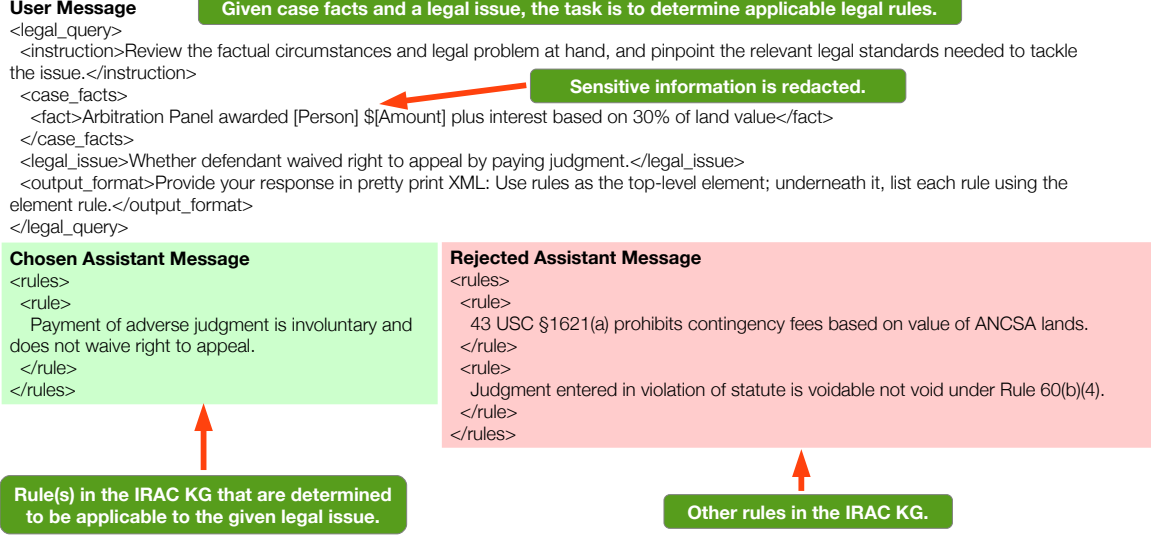 User Message
Given case facts and a legal issue, the task is to determine applicable legal rules.
<legal_query>
<instruction>Review the factual circumstances and legal problem at hand, and pinpoint the relevant legal standards needed to tackle
the issue.</instruction>
Sensitive information is redacted.
<case_facts>
<fact>Arbitration Panel awarded [Person] $[Amount] plus interest based on 30% of land value</fact>
</case_facts>
<legal_issue>Whether defendant waived right to appeal by paying judgment.</legal_issue>
<output_format>Provide your response in pretty print XML: Use rules as the top-level element; underneath it, list each rule using the
element rule.</output_format>
</legal_query>
Chosen Assistant Message
<rules>
<rule>
Payment of adverse judgment is involuntary and
does not waive right to appeal.
</rule>
</rules>
Rejected Assistant Message
<rules>
<rule>
43 USC §1621(a) prohibits contingency fees based on value of ANCSA lands.
</rule>
<rule>
Judgment entered in violation of statute is voidable not void under Rule 60(b)(4).
</rule>
</rules>
Rule(s) in the IRAC KG that are determined
to be applicable to the given legal issue.
Other rules in the IRAC KG.